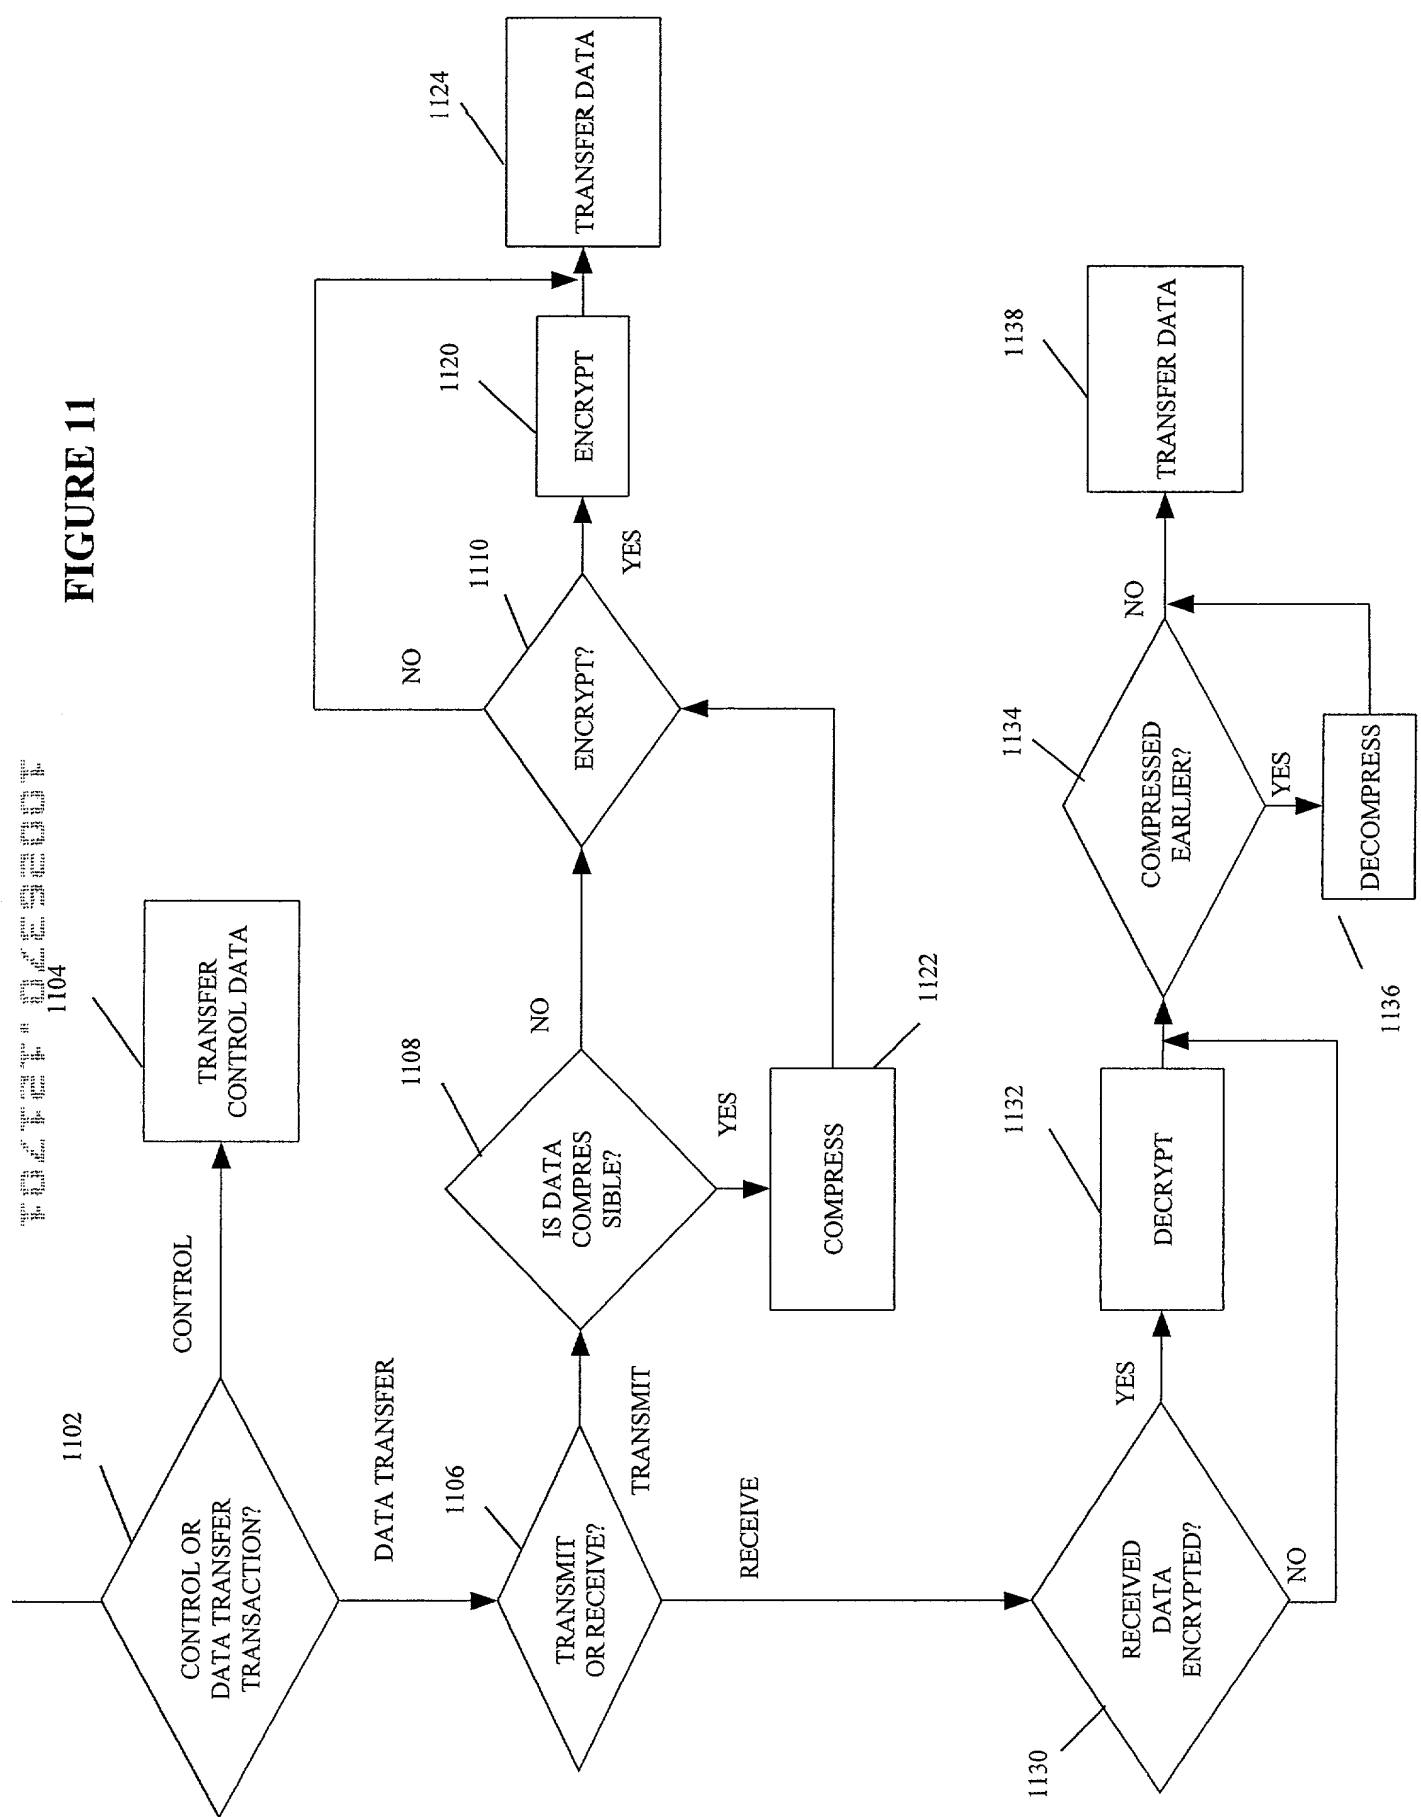 FIGURE 11
1102
CONTROL OR
DATA TRANSFER
TRANSACTION?
CONTROL
1104
TRANSFER
CONTROL DATA
DATA TRANSFER
1106
TRANSMIT
OR RECEIVE?
TRANSMIT
1108
IS DATA
COMPRES
SIBLE?
NO
YES
COMPRESS
1122
1110
ENCRYPT?
NO
YES
1120
ENCRYPT
1124
TRANSFER DATA
RECEIVE
1130
RECEIVED
DATA
ENCRYPTED?
YES
NO
1132
DECRYPT
1134
COMPRESSED
EARLIER?
NO
YES
1136
DECOMPRESS
1138
TRANSFER DATA